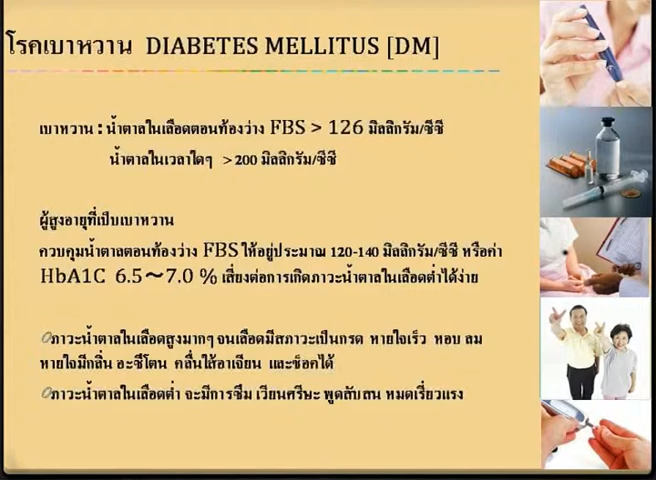 โรคเบาหวาน DIABETES MELLITUS [DM]
เบาหวาน : น้ำตาลในเลือดตอนท้องว่าง FBS > 126 มิลลิกรัม/ซีซี
น้ำตาลในเวลาใดๆ >200 มิลลิกรัม/ซีซี
ผู้สูงอายุที่เป็นเบาหวาน
ควบคุมน้ำตาลตอนท้องว่าง FBS ให้อยู่ประมาณ 120-140 มิลลิกรัม/ซีซี หรือค่า
HbA1C 6.5～7.0 % เสี่ยงต่อการเกิดภาวะน้ำตาลในเลือดต่ำได้ง่าย
ภาวะน้ำตาลในเลือดสูงมากๆ จนเลือดมีสภาวะเป็นกรด หายใจเร็ว หอบ ลม
หายใจมีกลิ่น อะซีโตน คลื่นไส้อาเจียน และช็อคได้
ภาวะน้ำตาลในเลือดต่ำ จะมีการซึม เวียนศรีษะ พูดสับสน หมดเรี่ยวแรง